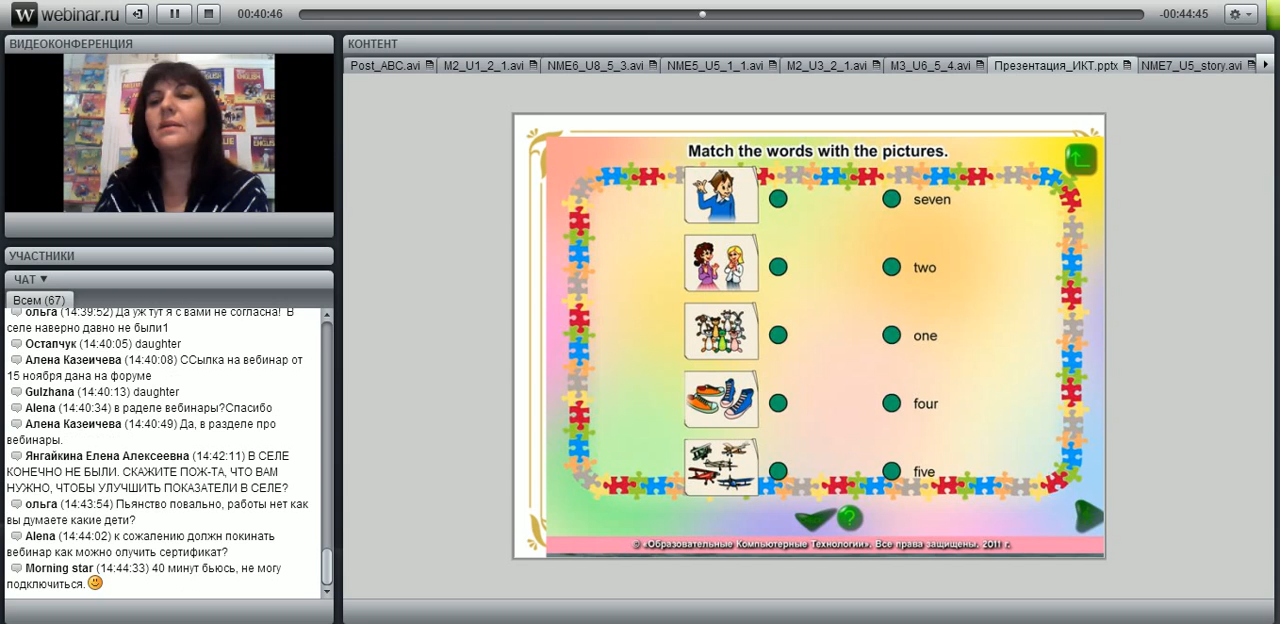 webinar.ru
00:40:46
-00:44:45
ВИДЕОКОНФЕРЕНЦИЯ
КОНТЕНТ
Post_ABC.avi
M2_U1_2_1.avi
NME6_U8_5_3.avi
NME5_U5_1_1.avi
M2_U3_2_1.avi
M3_U6_5_4.avi
Презентация_ИКТ.pptx
NME7_U5_story.avi
УЧАСТНИКИ
ЧАТ
Всем (67)
ольга (14:39:52) Да уж тут я с вами не согласна! В
селе наверно давно не были1
Остапчук (14:40:05) daughter
Алена Казеичева (14:40:08) ССылка на вебинар от
15 ноября дана на форуме
Gulzhana (14:40:13) daughter
Alena (14:40:34) в раделе вебинары?Спасибо
Алена Казеичева (14:40:49) Да, в разделе про
вебинары.
Янгайкина Елена Алексеевна (14:42:11) В СЕЛЕ
КОНЕЧНО НЕ БЫЛИ. СКАЖИТЕ ПОЖ-ТА, ЧТО ВАМ
НУЖНО, ЧТОБЫ УЛУЧШИТЬ ПОКАЗАТЕЛИ В СЕЛЕ?
ольга (14:43:54) Пьянство повально, работы нет как
вы думаете какие дети?
Alena (14:44:02) к сожалению должн покинать
вебинар как можно олучить сертификат?
Morning star (14:44:33) 40 минут бьюсь, не могу
подключиться.
Match the words with the pictures.
seven
two
one
four
five
?
© «Образовательные Компьютерные Технологии». Все права защищены. 2011 г.